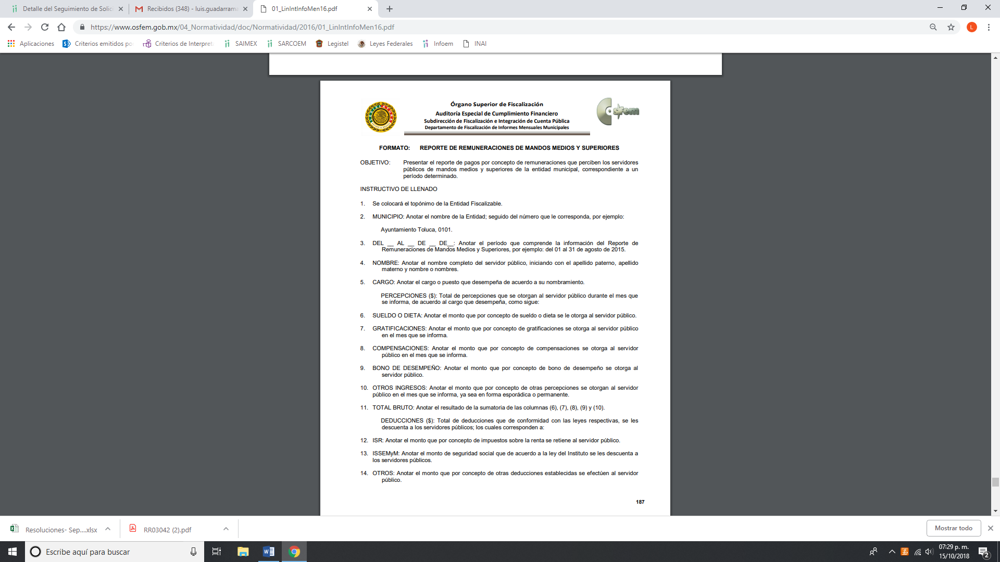 Detalle del Seguimiento de Solici
Recibidos (348) - luis.guadarrama
01_LinIntInfoMen16.pdf
https://www.osfem.gob.mx/04_Normatividad/doc/Normatividad/2016/01_LinIntInfoMen16.pdf
L
Aplicaciones
Criterios emitidos po
Criterios de Interpret
SAIMEX
SARCOEM
Legistel
Leyes Federales
Infoem
INAI
Órgano Superior de Fiscalización
Auditoría Especial de Cumplimiento Financiero
Subdirección de Fiscalización e Integración de Cuenta Pública
Departamento de Fiscalización de Informes Mensuales Municipales
osfem
FORMATO: REPORTE DE REMUNERACIONES DE MANDOS MEDIOS Y SUPERIORES
OBJETIVO: Presentar el reporte de pagos por concepto de remuneraciones que perciben los servidores
públicos de mandos medios y superiores de la entidad municipal, correspondiente a un
período determinado.
INSTRUCTIVO DE LLENADO
1. Se colocará el topónimo de la Entidad Fiscalizable.
2. MUNICIPIO: Anotar el nombre de la Entidad; seguido del número que le corresponda, por ejemplo:
Ayuntamiento Toluca, 0101.
3. DEL __ AL __ DE __ DE__: Anotar el período que comprende la información del Reporte de
Remuneraciones de Mandos Medios y Superiores, por ejemplo: del 01 al 31 de agosto de 2015.
4. NOMBRE: Anotar el nombre completo del servidor público, iniciando con el apellido paterno, apellido
materno y nombre o nombres.
5. CARGO: Anotar el cargo o puesto que desempeña de acuerdo a su nombramiento.
PERCEPCIONES ($): Total de percepciones que se otorgan al servidor público durante el mes que
se informa, de acuerdo al cargo que desempeña, como sigue:
6. SUELDO O DIETA: Anotar el monto que por concepto de sueldo o dieta se le otorga al servidor público.
7. GRATIFICACIONES: Anotar el monto que por concepto de gratificaciones se otorga al servidor público
en el mes que se informa.
8. COMPENSACIONES: Anotar el monto que por concepto de compensaciones se otorga al servidor
público en el mes que se informa.
9. BONO DE DESEMPEÑO: Anotar el monto que por concepto de bono de desempeño se otorga al
servidor público.
10. OTROS INGRESOS: Anotar el monto que por concepto de otras percepciones se otorgan al servidor
público en el mes que se informa, ya sea en forma esporádica o permanente.
11. TOTAL BRUTO: Anotar el resultado de la sumatoria de las columnas (6), (7), (8), (9) y (10).
DEDUCCIONES ($): Total de deducciones que de conformidad con las leyes respectivas, se les
descuenta a los servidores públicos; los cuales corresponden a:
12. ISR: Anotar el monto que por concepto de impuestos sobre la renta se retiene al servidor público.
13. ISSEMyM: Anotar el monto de seguridad social que de acuerdo a la ley del Instituto se les descuenta a
los servidores públicos.
14. OTROS: Anotar el monto que por concepto de otras deducciones establecidas se efectúen al servidor
público.
187
Resoluciones- Sep....xlsx
RR03042 (2).pdf
Mostrar todo
Escribe aquí para buscar
07:29 p. m.
15/10/2018
2